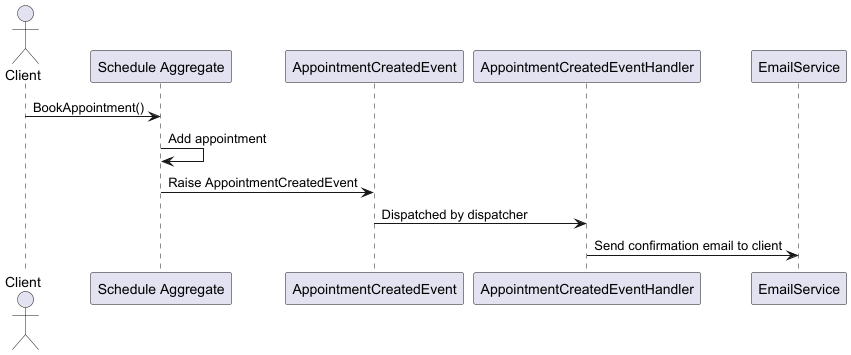 Client
Schedule Aggregate
AppointmentCreatedEvent
AppointmentCreatedEventHandler
EmailService
BookAppointment()
Add appointment
Raise AppointmentCreatedEvent
Dispatched by dispatcher
Send confirmation email to client
Client
Schedule Aggregate
AppointmentCreatedEvent
AppointmentCreatedEventHandler
EmailService